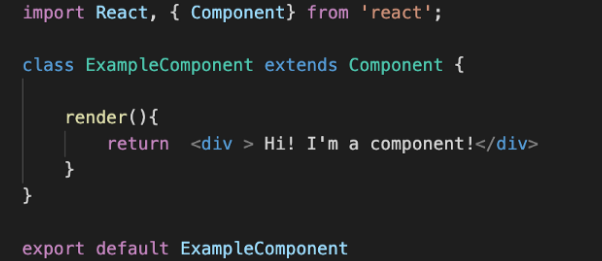 import React, { Component} from 'react';
class ExampleComponent extends Component {
render(){
return  <div > Hi! I'm a component!</div>
}
}
export default ExampleComponent